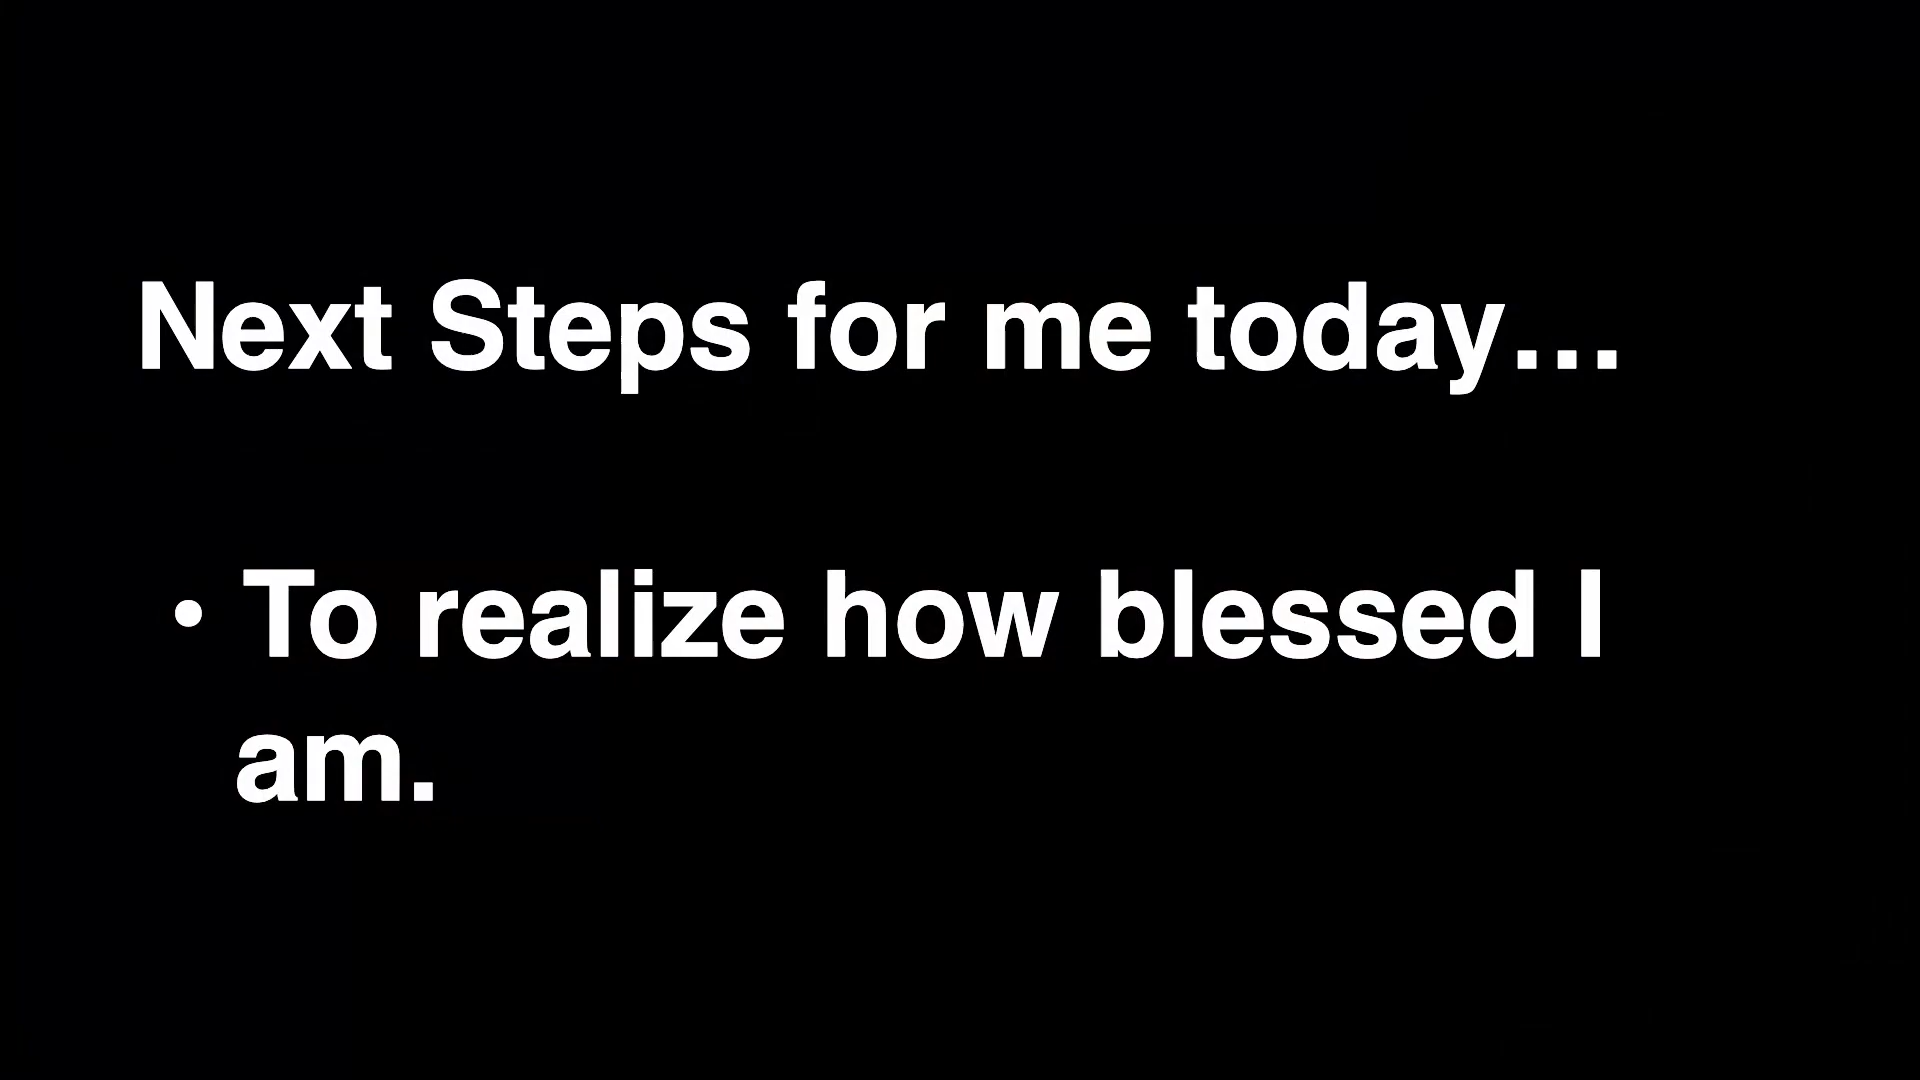 Next Steps for me today…
• To realize how blessed I
am.